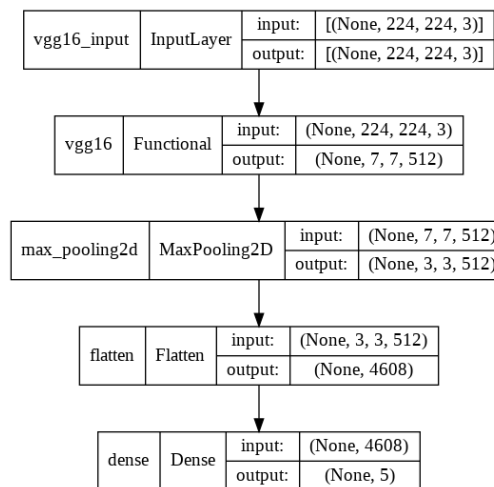 vgg16_input InputLayer input: [(None, 224, 224, 3)]
output: [(None, 224, 224, 3)]
vgg16 Functional input: (None, 224, 224, 3)
output: (None, 7, 7, 512)
max_pooling2d MaxPooling2D input: (None, 7, 7, 512)
output: (None, 3, 3, 512)
flatten Flatten input: (None, 3, 3, 512)
output: (None, 4608)
dense Dense input: (None, 4608)
output: (None, 5)